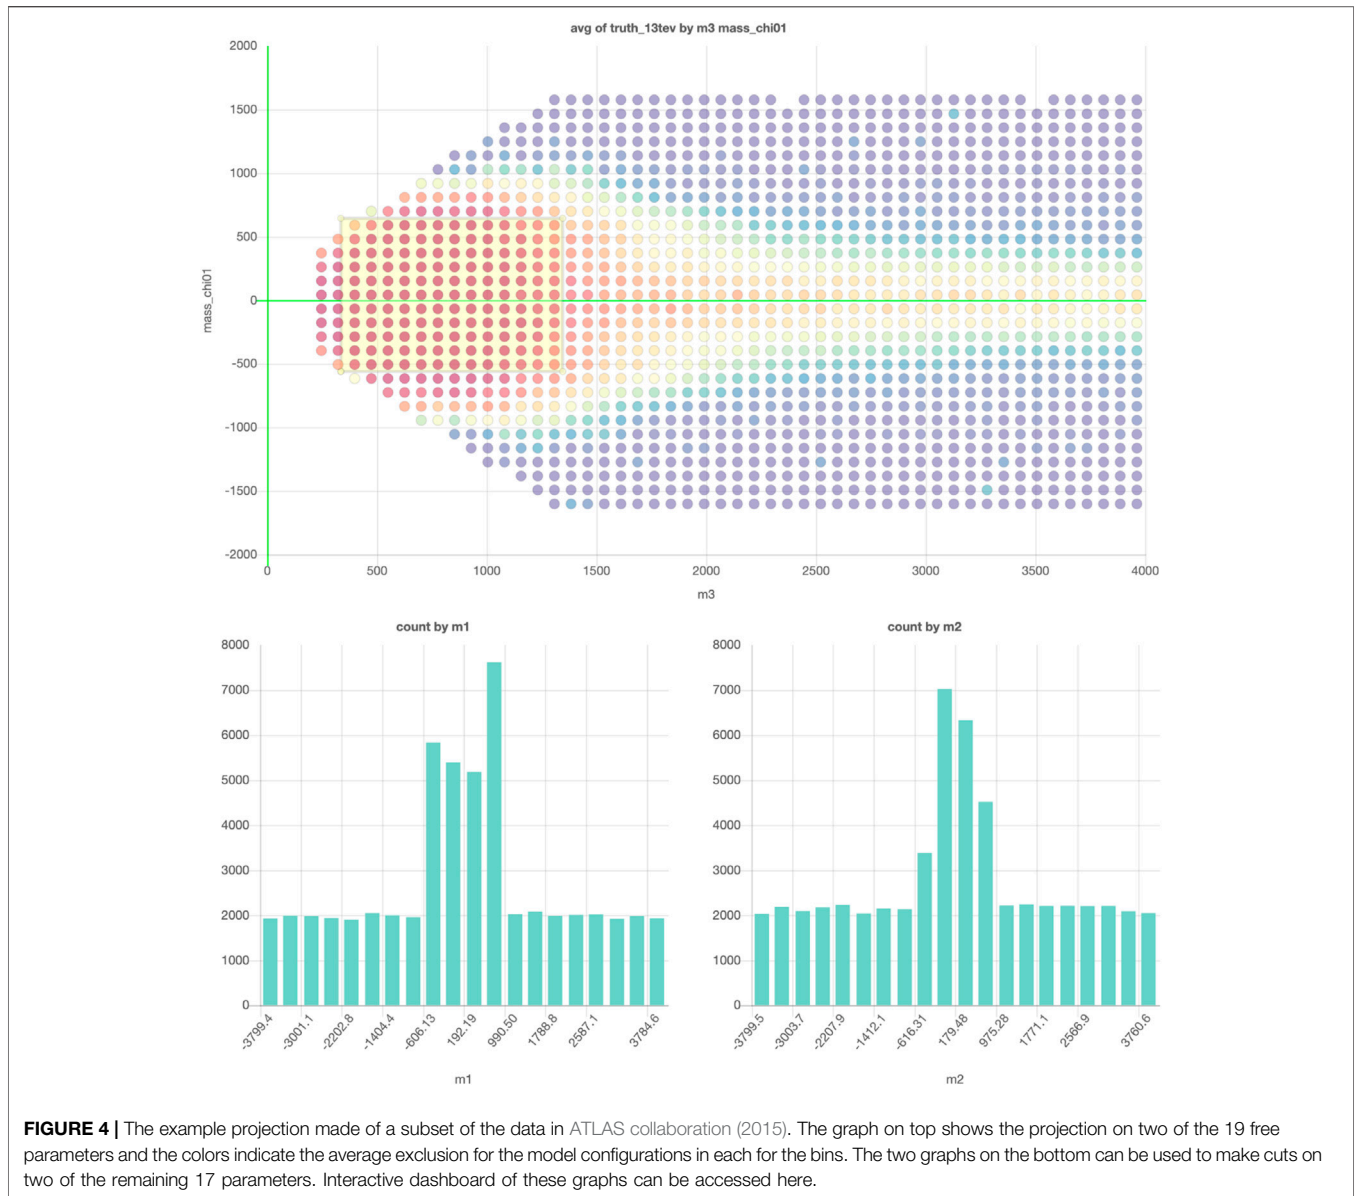 avg of truth_13tev by m3 mass_chi01
2000
1500
1000
500
0
-500
-1000
-1500
-2000
mass_chi01
0 500 1000 1500 2000 2500 3000 3500 4000
m3
count by m1
8000
7000
6000
5000
4000
3000
2000
1000
0
-3799.4 -3001.1 -2202.8 -1404.4 -606.13 192.19 990.50 1788.8 2587.1 3784.6
m1
count by m2
8000
7000
6000
5000
4000
3000
2000
1000
0
-3799.5 -3003.7 -2207.9 -1412.1 -616.31 179.48 975.28 1771.1 2566.9 3760.6
m2
FIGURE 4 | The example projection made of a subset of the data in ATLAS collaboration (2015). The graph on top shows the projection on two of the 19 free
parameters and the colors indicate the average exclusion for the model configurations in each for the bins. The two graphs on the bottom can be used to make cuts on
two of the remaining 17 parameters. Interactive dashboard of these graphs can be accessed here.